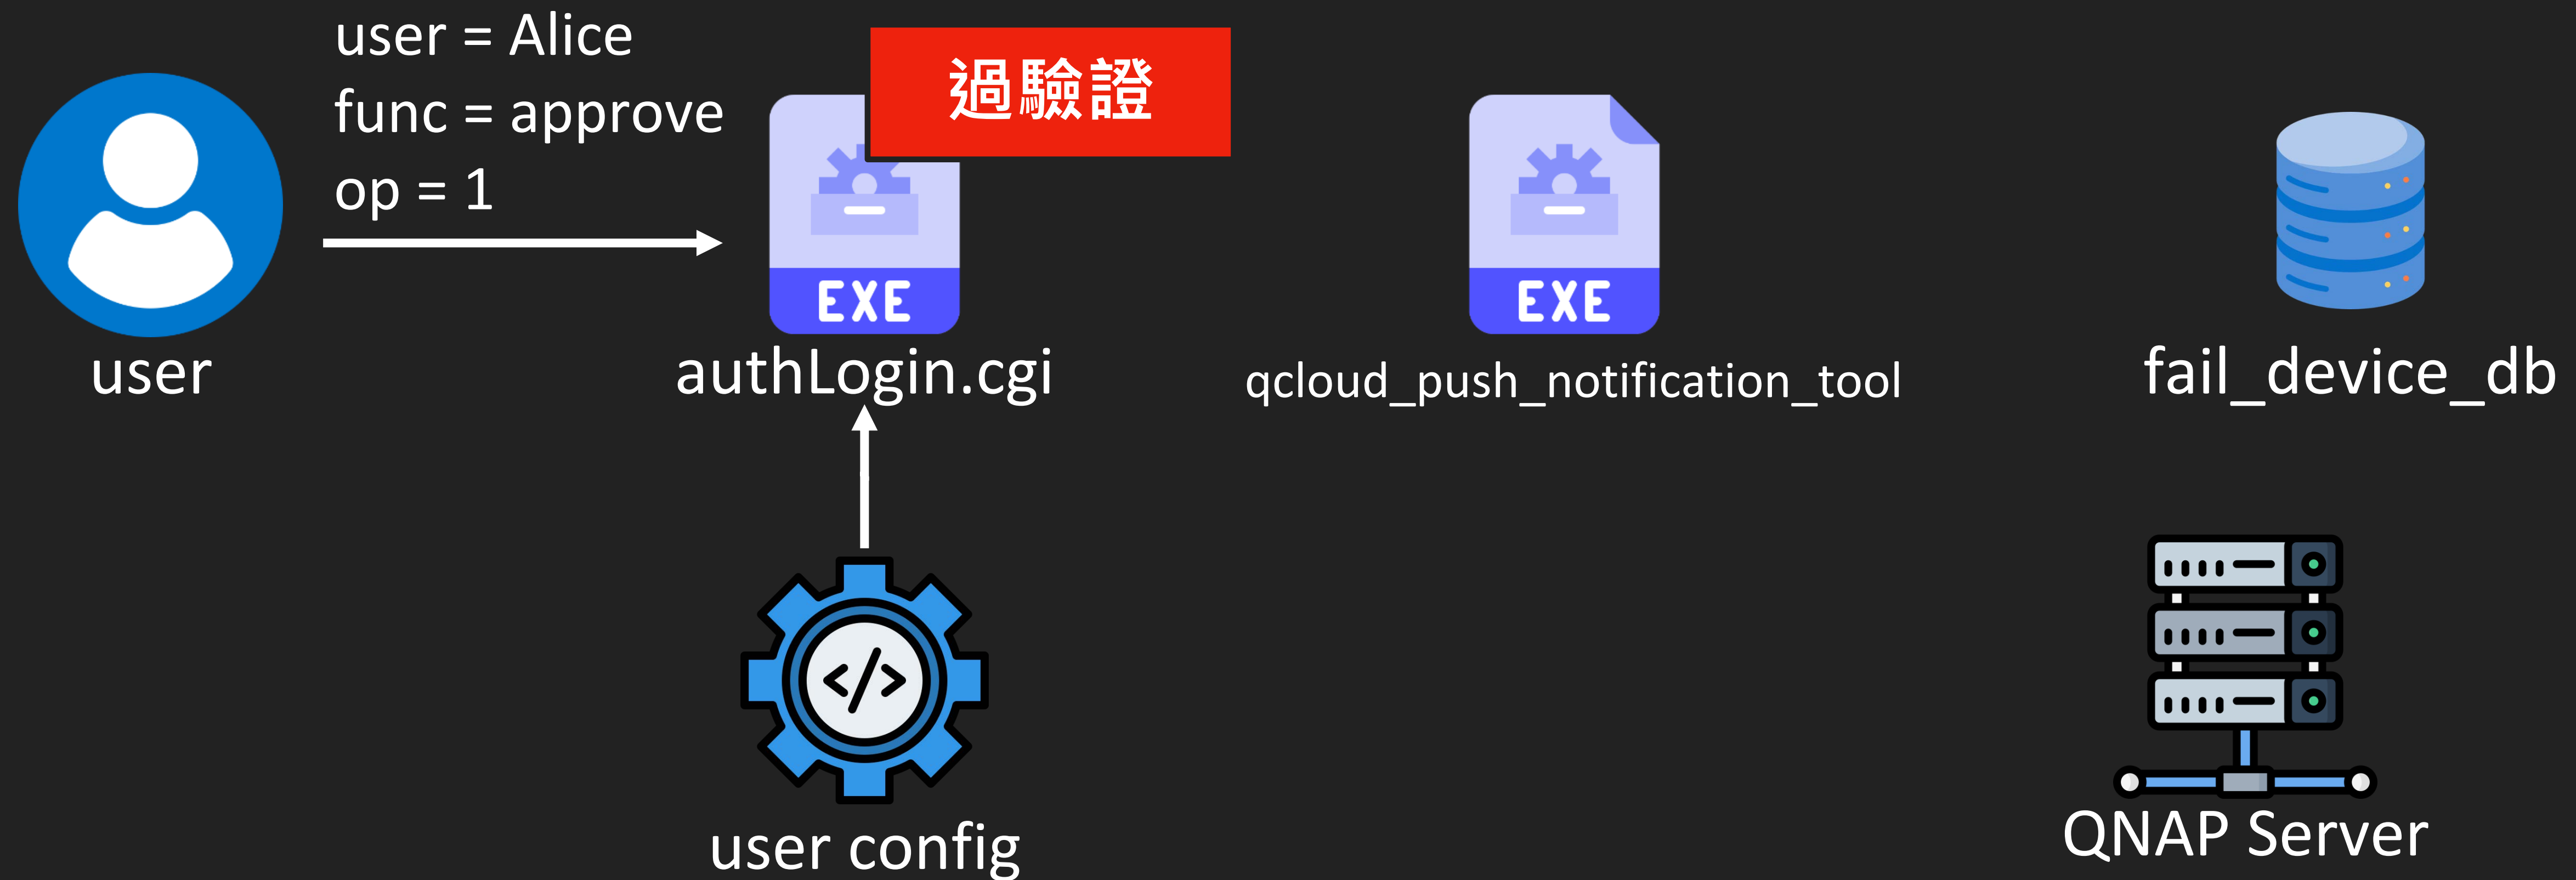 user = Alice
func = approve
op = 1
過驗證
EXE
EXE
user
authLogin.cgi
qcloud_push_notification_tool
fail_device_db
</>
user config
QNAP Server